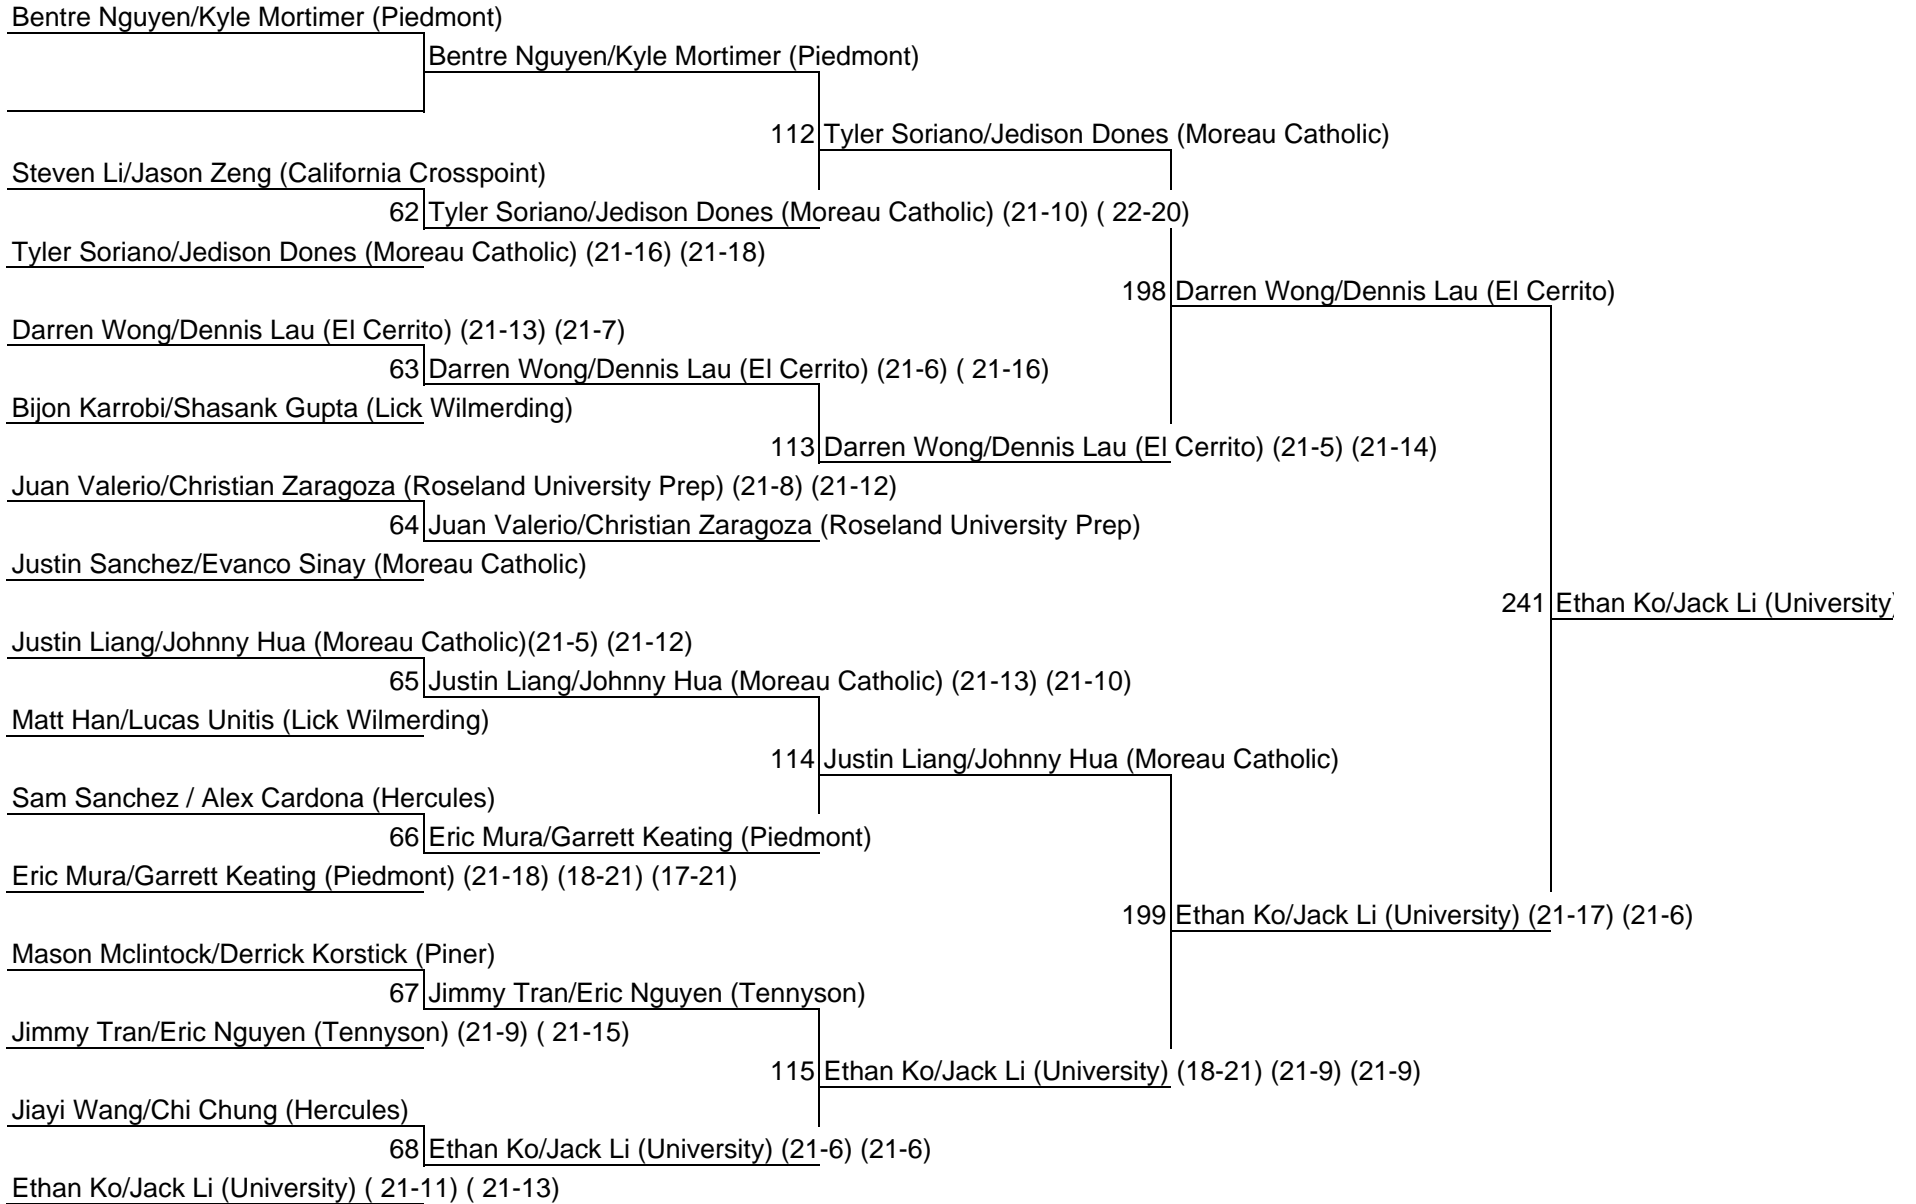 Bentre Nguyen/Kyle Mortimer (Piedmont)
Bentre Nguyen/Kyle Mortimer (Piedmont)
112 Tyler Soriano/Jedison Dones (Moreau Catholic)
Steven Li/Jason Zeng (California Crosspoint)
62 Tyler Soriano/Jedison Dones (Moreau Catholic) (21-10) ( 22-20)
Tyler Soriano/Jedison Dones (Moreau Catholic) (21-16) (21-18)
198 Darren Wong/Dennis Lau (El Cerrito)
Darren Wong/Dennis Lau (El Cerrito) (21-13) (21-7)
63 Darren Wong/Dennis Lau (El Cerrito) (21-6) ( 21-16)
Bijon Karrobi/Shasank Gupta (Lick Wilmerding)
113 Darren Wong/Dennis Lau (El Cerrito) (21-5) (21-14)
Juan Valerio/Christian Zaragoza (Roseland University Prep) (21-8) (21-12)
64 Juan Valerio/Christian Zaragoza (Roseland University Prep)
Justin Sanchez/Evanco Sinay (Moreau Catholic)
241 Ethan Ko/Jack Li (University)
Justin Liang/Johnny Hua (Moreau Catholic)(21-5) (21-12)
65 Justin Liang/Johnny Hua (Moreau Catholic) (21-13) (21-10)
Matt Han/Lucas Unitis (Lick Wilmerding)
114 Justin Liang/Johnny Hua (Moreau Catholic)
Sam Sanchez / Alex Cardona (Hercules)
66 Eric Mura/Garrett Keating (Piedmont)
Eric Mura/Garrett Keating (Piedmont) (21-18) (18-21) (17-21)
199 Ethan Ko/Jack Li (University) (21-17) (21-6)
Mason Mclintock/Derrick Korstick (Piner)
67 Jimmy Tran/Eric Nguyen (Tennyson)
Jimmy Tran/Eric Nguyen (Tennyson) (21-9) ( 21-15)
115 Ethan Ko/Jack Li (University) (18-21) (21-9) (21-9)
Jiayi Wang/Chi Chung (Hercules)
68 Ethan Ko/Jack Li (University) (21-6) (21-6)
Ethan Ko/Jack Li (University) ( 21-11) ( 21-13)